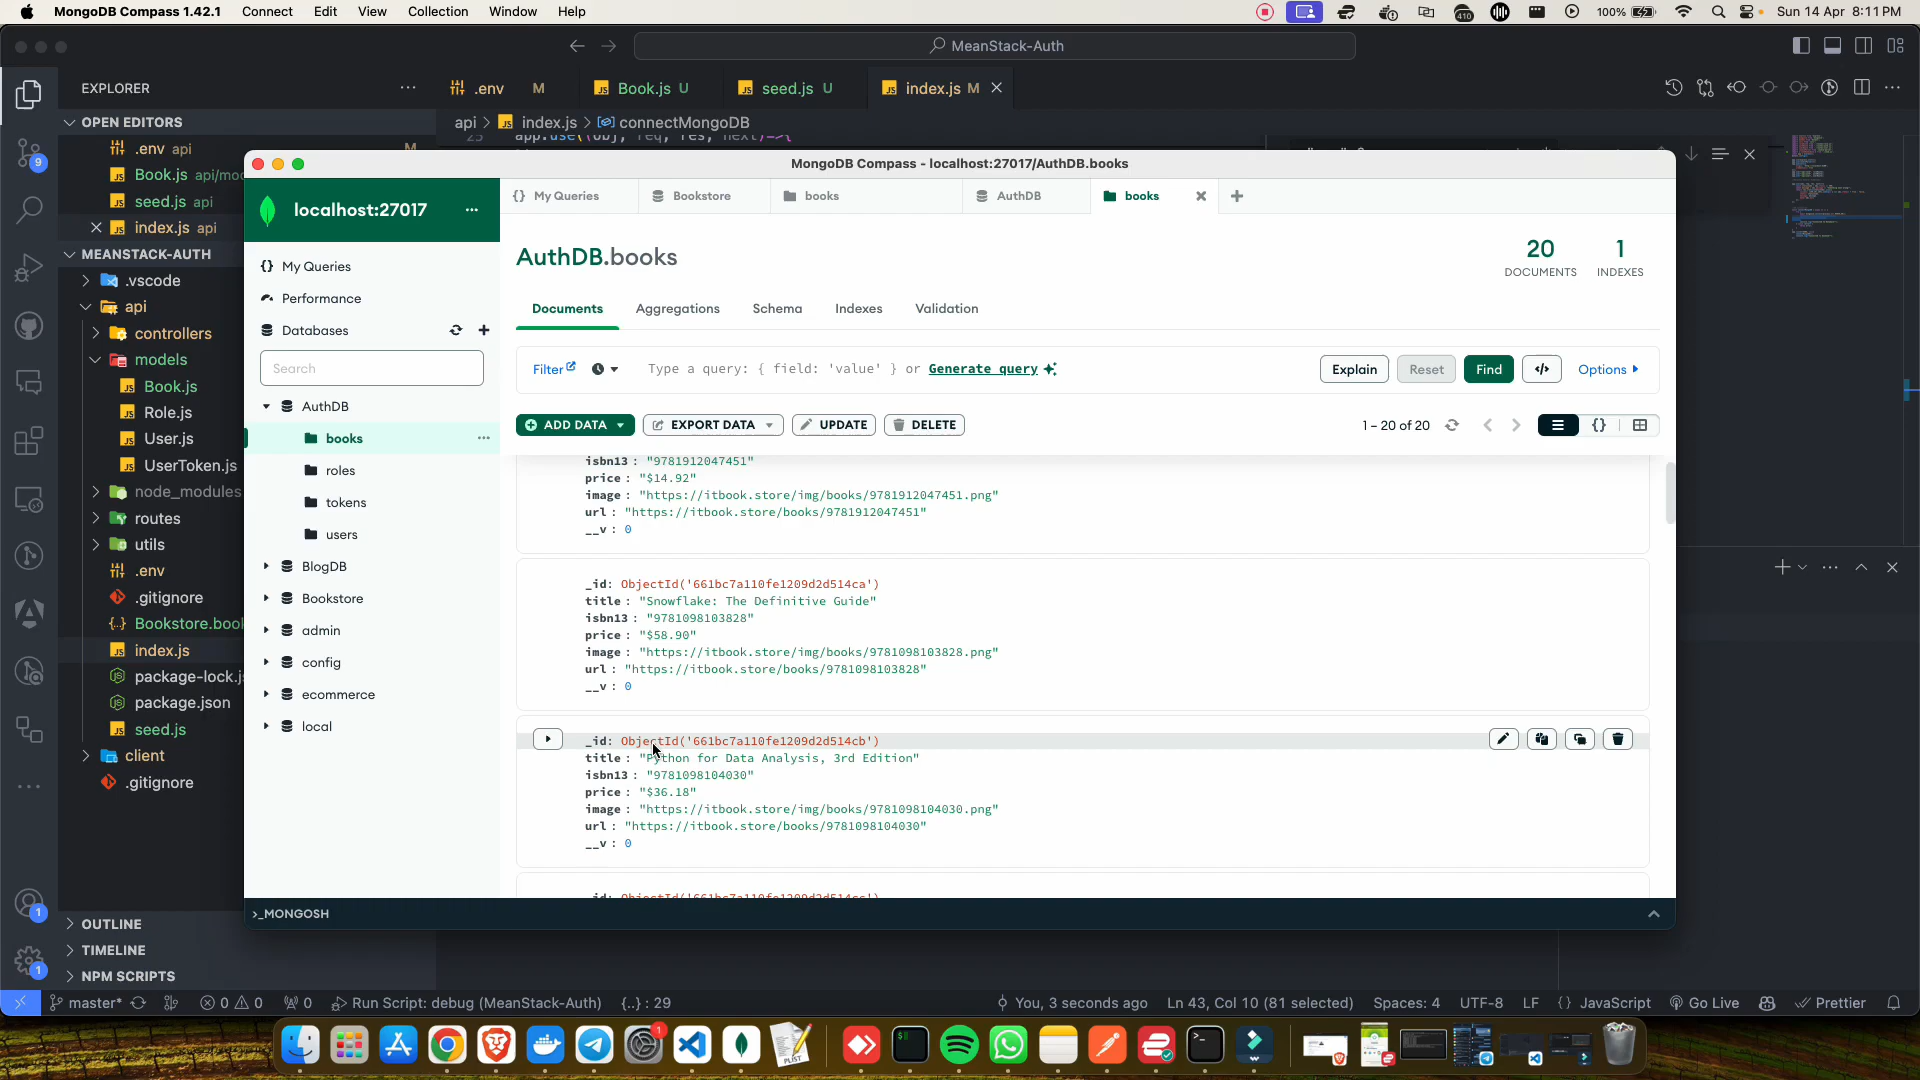 MongoDB Compass 1.42.1 Connect Edit View Collection Window Help 410 100% Sun 14 Apr 8:11 PM
MeanStack-Auth
EXPLORER
.env M
Book.js U
seed.js U
index.js M
OPEN EDITORS
api > index.js > connectMongoDB
.env api M
Book.js api/mod
seed.js api
index.js api
MEANSTACK-AUTH
.vscode
api
controllers
models
Book.js
Role.js
User.js
UserToken.js
node_modules
routes
utils
.env
.gitignore
Bookstore.book
index.js
package-lock.js
package.json
seed.js
client
.gitignore
OUTLINE
TIMELINE
NPM SCRIPTS
9
1
1
MongoDB Compass - localhost:27017/AuthDB.books
localhost:27017
{} My Queries
Bookstore
books
AuthDB
books
{} My Queries
Performance
Databases
Search
AuthDB
books
roles
tokens
users
BlogDB
Bookstore
admin
config
ecommerce
local
AuthDB.books
20
DOCUMENTS
1
INDEXES
Documents Aggregations Schema Indexes Validation
Filter Type a query: { field: 'value' } or Generate query Explain Reset Find </> Options
ADD DATA EXPORT DATA UPDATE DELETE 1 – 20 of 20 {}
isbn13 : "9781912047451"
price : "$14.92"
image : "https://itbook.store/img/books/9781912047451.png"
url : "https://itbook.store/books/9781912047451"
__v : 0
_id: ObjectId('661bc7a110fe1209d2d514ca')
title : "Snowflake: The Definitive Guide"
isbn13 : "9781098103828"
price : "$58.90"
image : "https://itbook.store/img/books/9781098103828.png"
url : "https://itbook.store/books/9781098103828"
__v : 0
_id: ObjectId('661bc7a110fe1209d2d514cb')
title : "Python for Data Analysis, 3rd Edition"
isbn13 : "9781098104030"
price : "$36.18"
image : "https://itbook.store/img/books/9781098104030.png"
url : "https://itbook.store/books/9781098104030"
__v : 0
_id: ObjectId('661bc7a110fe1209d2d514cc')
>_MONGOSH
master* 0 0 0 Run Script: debug (MeanStack-Auth) {..} : 29 You, 3 seconds ago Ln 43, Col 10 (81 selected) Spaces: 4 UTF-8 LF {} JavaScript Go Live Prettier
1
PLIST